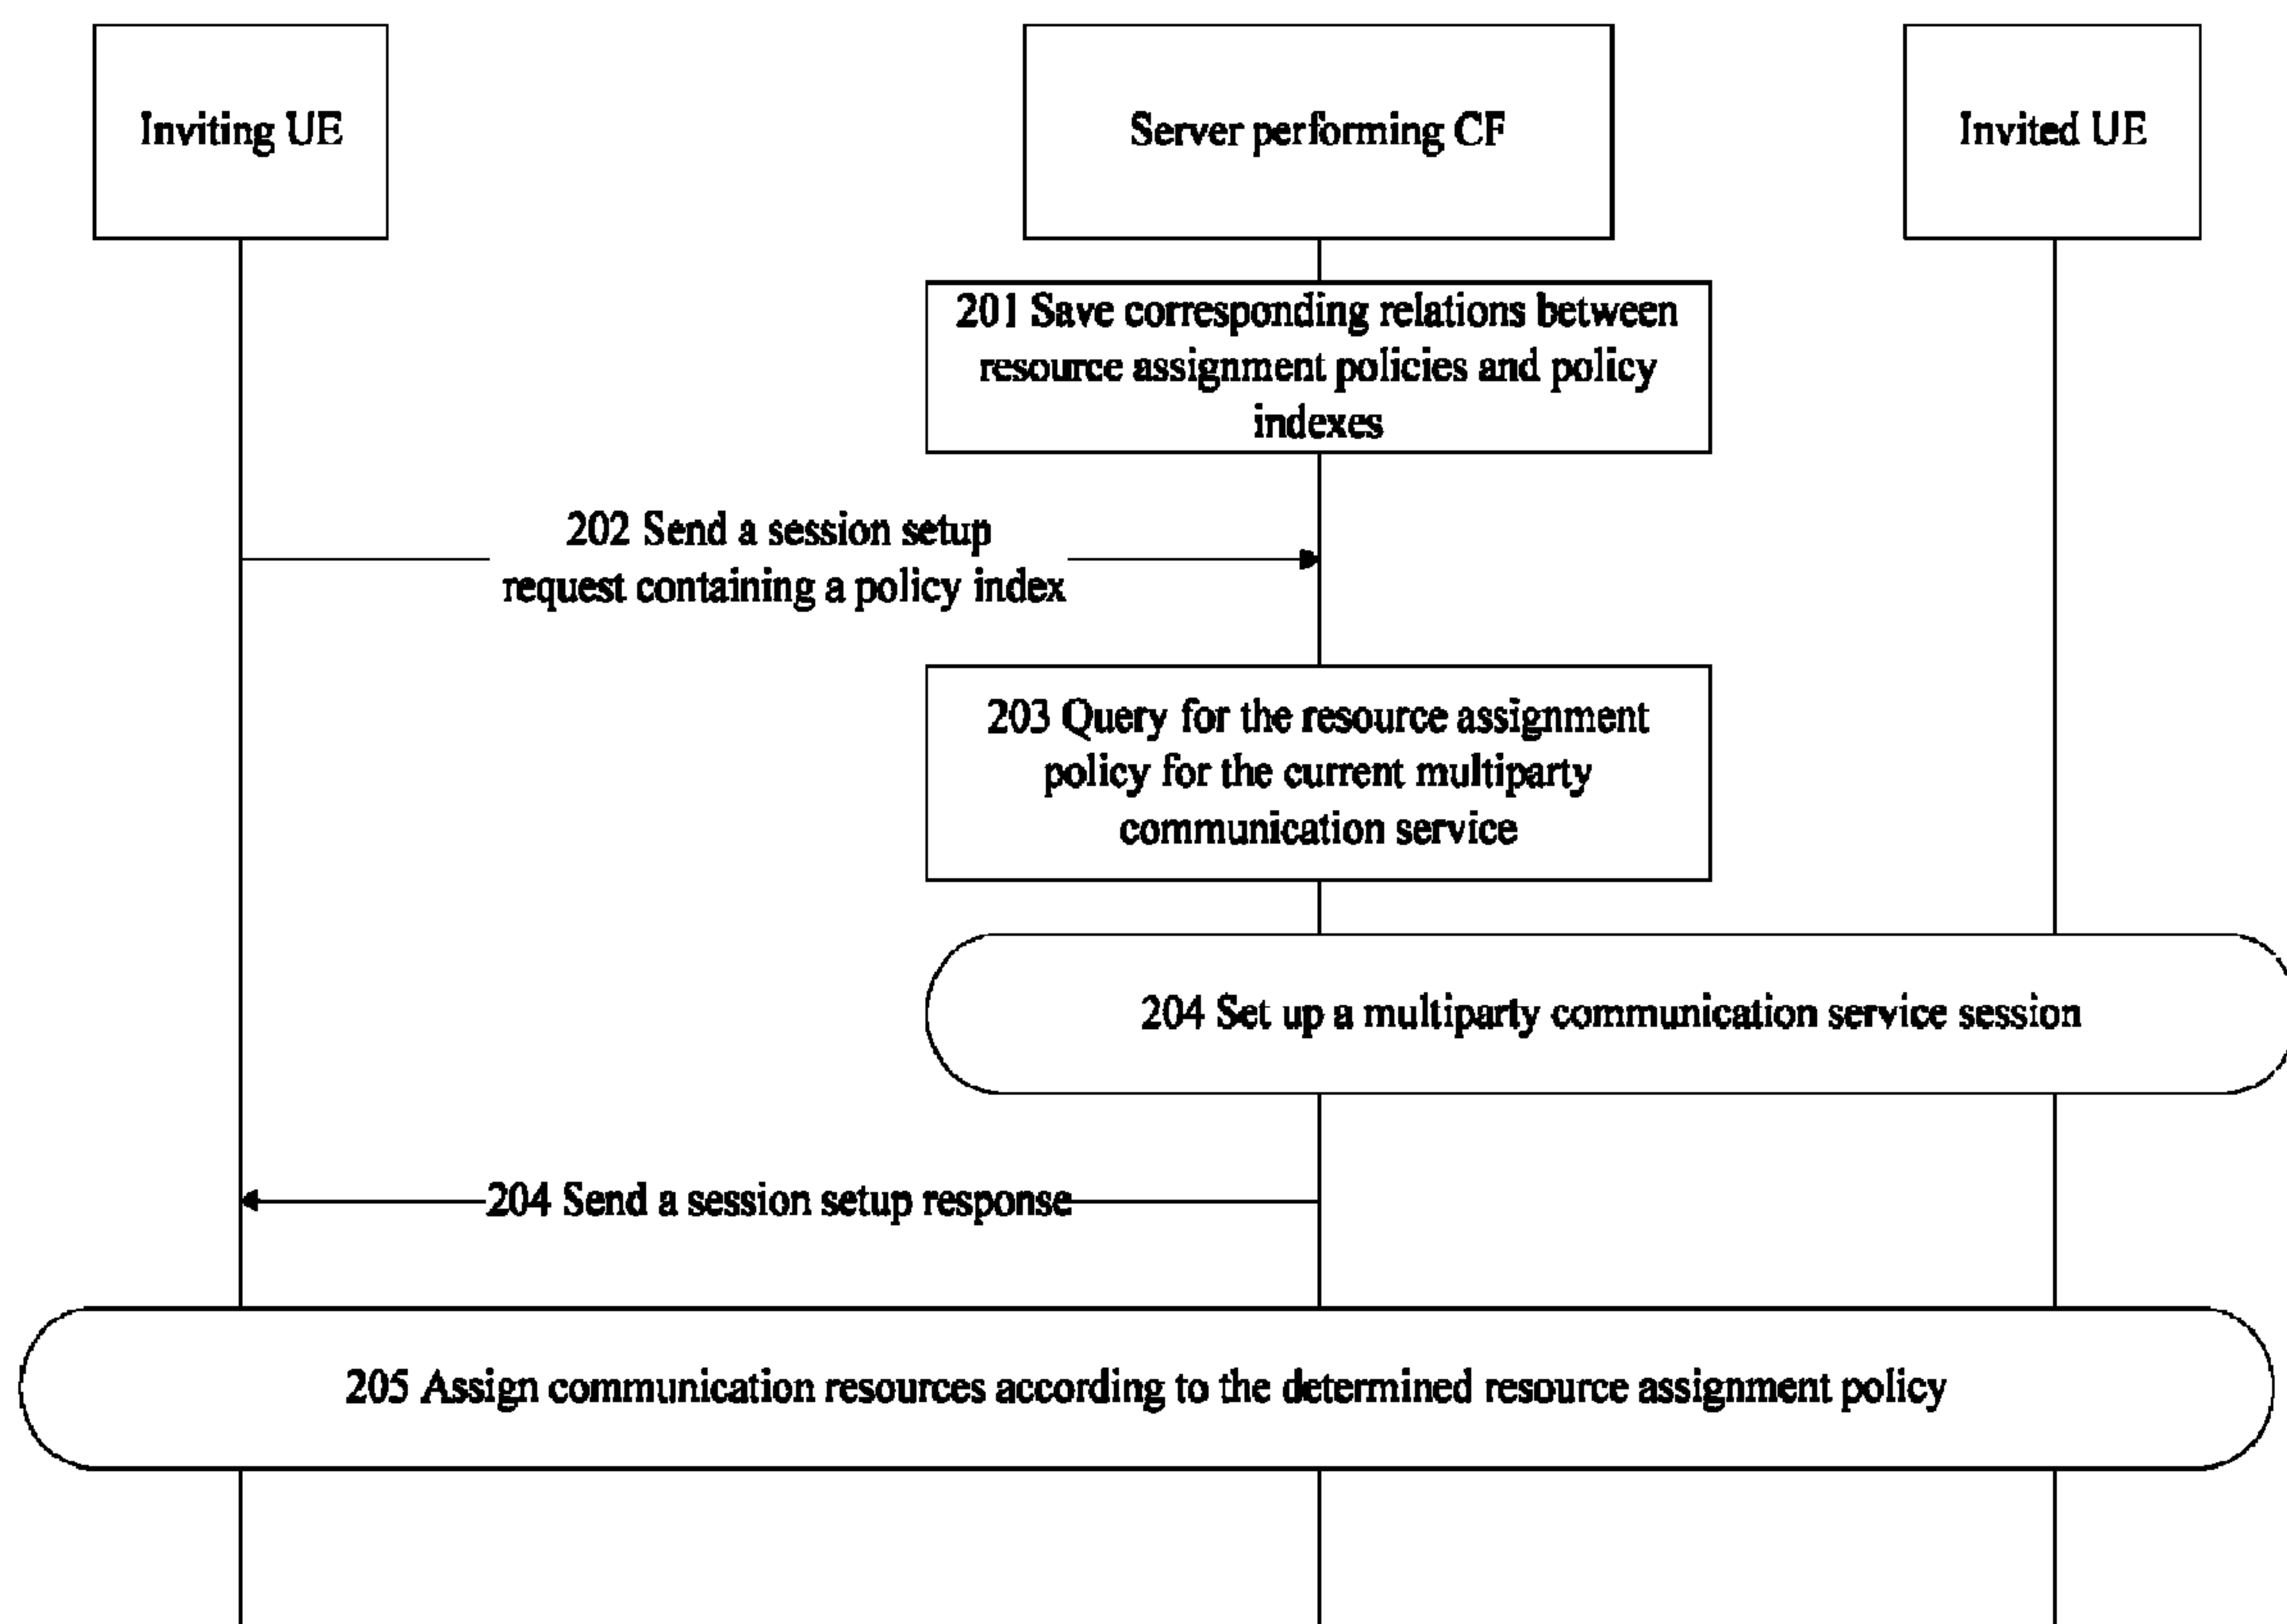 Inviting UE
Server performing CF
Invited UE
201 Save corresponding relations between
resource assignment policies and policy
indexes
202 Send a session setup
request containing a policy index
203 Query for the resource assignment
policy for the current multiparty
communication service
204 Set up a multiparty communication service session
204 Send a session setup response
205 Assign communication resources according to the determined resource assignment policy